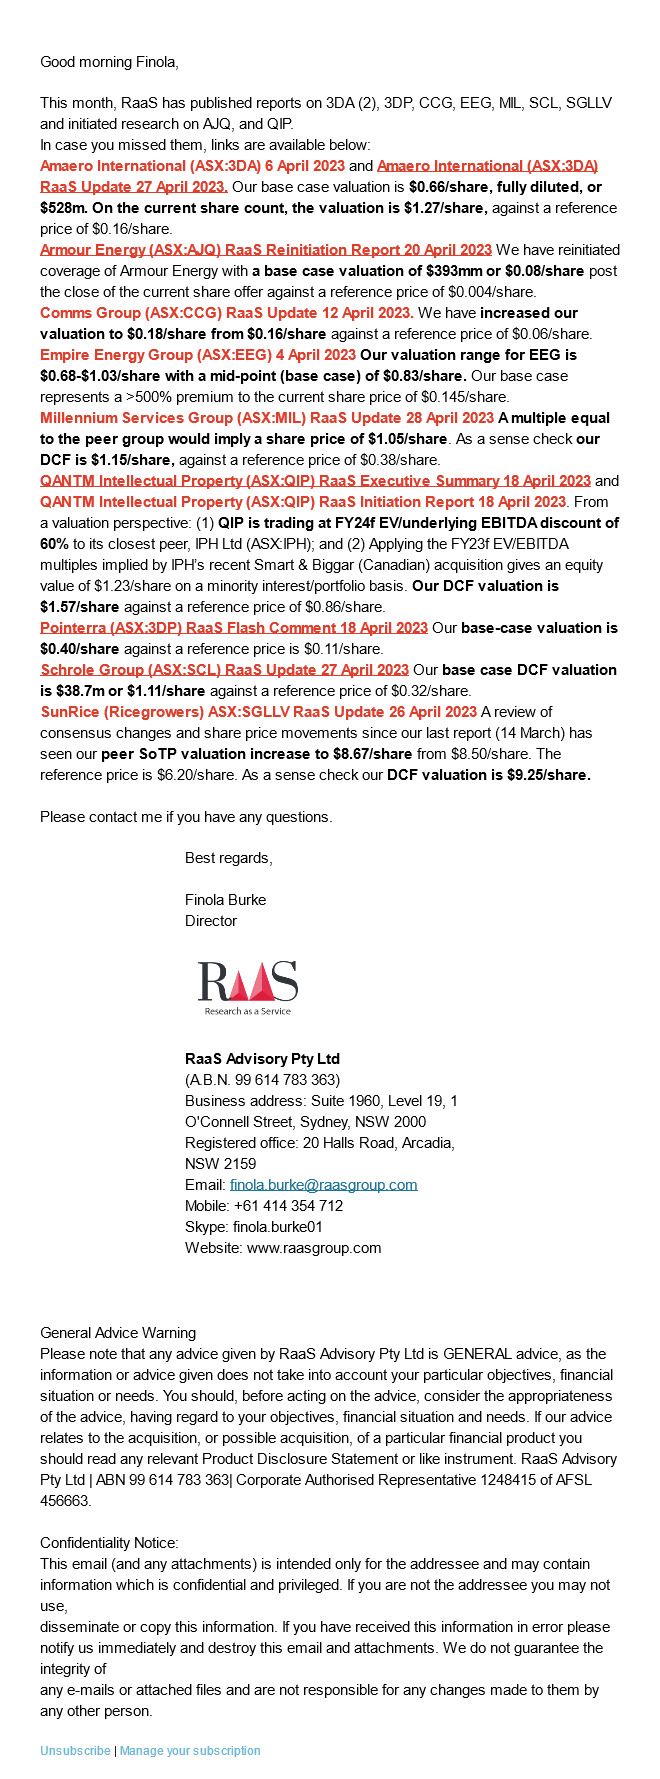 Good morning Finola,
This month, RaaS has published reports on 3DA (2), 3DP, CCG, EEG, MIL, SCL, SGLLV
and initiated research on AJQ, and QIP.
In case you missed them, links are available below:
Amaero International (ASX:3DA) 6 April 2023 and Amaero International (ASX:3DA)
RaaS Update 27 April 2023. Our base case valuation is $0.66/share, fully diluted, or
$528m. On the current share count, the valuation is $1.27/share, against a reference
price of $0.16/share.
Armour Energy (ASX:AJQ) RaaS Reinitiation Report 20 April 2023 We have reinitiated
coverage of Armour Energy with a base case valuation of $393mm or $0.08/share post
the close of the current share offer against a reference price of $0.004/share.
Comms Group (ASX:CCG) RaaS Update 12 April 2023. We have increased our
valuation to $0.18/share from $0.16/share against a reference price of $0.06/share.
Empire Energy Group (ASX:EEG) 4 April 2023 Our valuation range for EEG is
$0.68-$1.03/share with a mid-point (base case) of $0.83/share. Our base case
represents a >500% premium to the current share price of $0.145/share.
Millennium Services Group (ASX:MIL) RaaS Update 28 April 2023 A multiple equal
to the peer group would imply a share price of $1.05/share. As a sense check our
DCF is $1.15/share, against a reference price of $0.38/share.
QANTM Intellectual Property (ASX:QIP) RaaS Executive Summary 18 April 2023 and
QANTM Intellectual Property (ASX:QIP) RaaS Initiation Report 18 April 2023. From
a valuation perspective: (1) QIP is trading at FY24f EV/underlying EBITDA discount of
60% to its closest peer, IPH Ltd (ASX:IPH); and (2) Applying the FY23f EV/EBITDA
multiples implied by IPH's recent Smart & Biggar (Canadian) acquisition gives an equity
value of $1.23/share on a minority interest/portfolio basis. Our DCF valuation is
$1.57/share against a reference price of $0.86/share.
Pointerra (ASX:3DP) RaaS Flash Comment 18 April 2023 Our base-case valuation is
$0.40/share against a reference price is $0.11/share.
Schrole Group (ASX:SCL) RaaS Update 27 April 2023 Our base case DCF valuation
is $38.7m or $1.11/share against a reference price of $0.32/share.
SunRice (Ricegrowers) ASX:SGLLV RaaS Update 26 April 2023 A review of
consensus changes and share price movements since our last report (14 March) has
seen our peer SoTP valuation increase to $8.67/share from $8.50/share. The
reference price is $6.20/share. As a sense check our DCF valuation is $9.25/share.
Please contact me if you have any questions.
Best regards,
Finola Burke
Director
RaaS
Research as a Service
RaaS Advisory Pty Ltd
(A.B.N. 99 614 783 363)
Business address: Suite 1960, Level 19, 1
O'Connell Street, Sydney, NSW 2000
Registered office: 20 Halls Road, Arcadia,
NSW 2159
Email: finola.burke@raasgroup.com
Mobile: +61 414 354 712
Skype: finola.burke01
Website: www.raasgroup.com
General Advice Warning
Please note that any advice given by RaaS Advisory Pty Ltd is GENERAL advice, as the
information or advice given does not take into account your particular objectives, financial
situation or needs. You should, before acting on the advice, consider the appropriateness
of the advice, having regard to your objectives, financial situation and needs. If our advice
relates to the acquisition, or possible acquisition, of a particular financial product you
should read any relevant Product Disclosure Statement or like instrument. RaaS Advisory
Pty Ltd | ABN 99 614 783 363| Corporate Authorised Representative 1248415 of AFSL
456663.
Confidentiality Notice:
This email (and any attachments) is intended only for the addressee and may contain
information which is confidential and privileged. If you are not the addressee you may not
use,
disseminate or copy this information. If you have received this information in error please
notify us immediately and destroy this email and attachments. We do not guarantee the
integrity of
any e-mails or attached files and are not responsible for any changes made to them by
any other person.
Unsubscribe | Manage your subscription